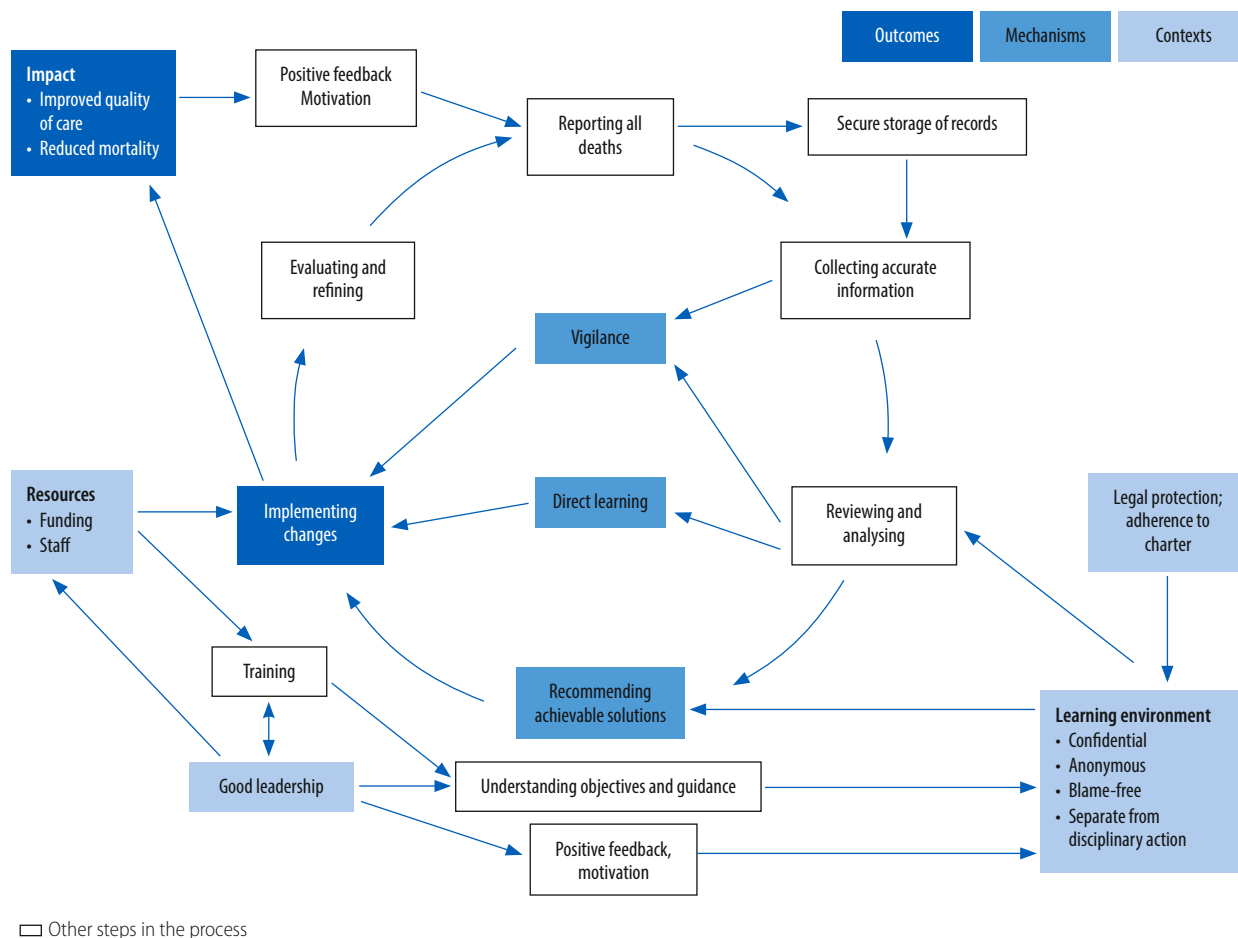 Outcomes
Mechanisms
Contexts
Impact
• Improved quality
of care
• Reduced mortality
Positive feedback
Motivation
Reporting all
deaths
Secure storage of records
Evaluating and
refining
Collecting accurate
information
Vigilance
Resources
• Funding
• Staff
Implementing
changes
Direct learning
Reviewing and
analysing
Legal protection;
adherence to
charter
Training
Recommending
achievable solutions
Learning environment
• Confidential
• Anonymous
• Blame-free
• Separate from
disciplinary action
Good leadership
Understanding objectives and guidance
Positive feedback,
motivation
Other steps in the process